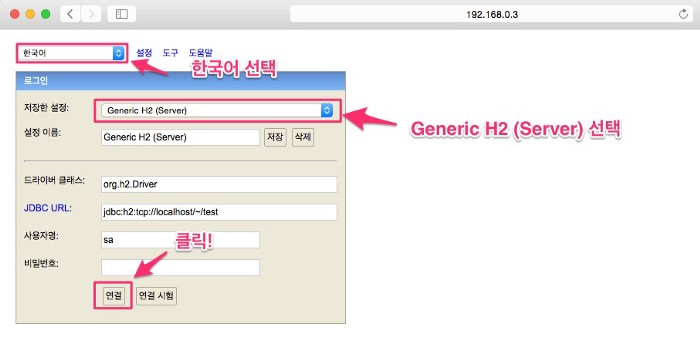 192.168.0.3
한국어 설정 도구 도움말
한국어 선택
로그인
저장한 설정: Generic H2 (Server)
Generic H2 (Server) 선택
설정 이름: Generic H2 (Server) 저장 삭제
드라이버 클래스: org.h2.Driver
JDBC URL: jdbc:h2:tcp://localhost/~/test
사용자명: sa
클릭!
비밀번호:
연결 연결 시험